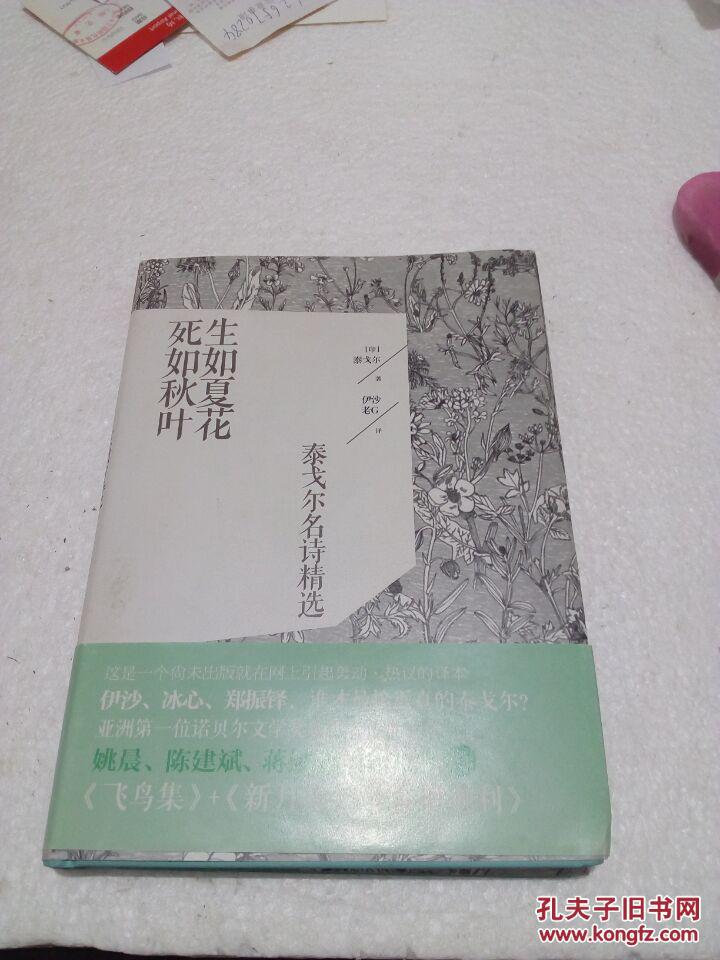 生如夏花
死如秋叶
[印]
泰戈尔
著
伊沙
老G
译
泰戈尔名诗精选
这是一个尚未出版就在网上引起轰动、热议的译本
伊沙、冰心、郑振铎,谁才是 的泰戈尔?
亚洲第一位诺贝尔文学
姚晨、陈建斌、蒋
《飞鸟集》+《新月 》
孔夫子旧书网
www.kongfz.com